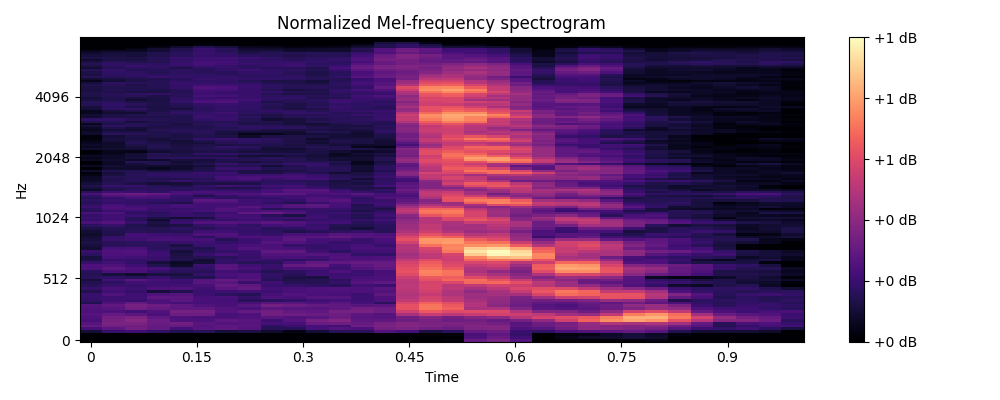 Normalized Mel-frequency spectrogram
Hz
4096
2048
1024
512
0
0 0.15 0.3 0.45 0.6 0.75 0.9
Time
+1 dB
+1 dB
+1 dB
+0 dB
+0 dB
+0 dB